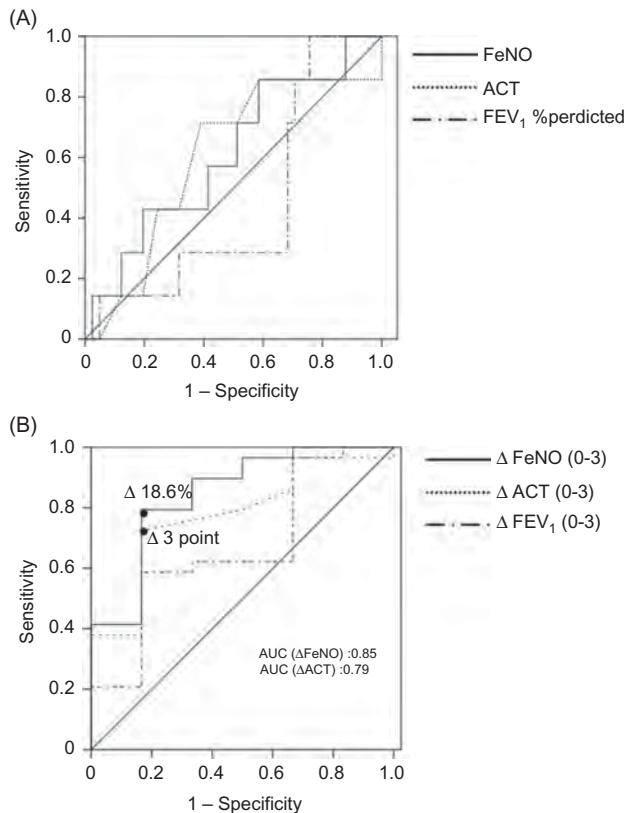 (A)
FeNO
ACT
FEV1 %perdicted
1.0
0.8
0.6
0.4
0.2
0
Sensitivity
0 0.2 0.4 0.6 0.8 1.0
1 – Specificity
(B)
Δ FeNO (0-3)
Δ ACT (0-3)
Δ FEV1 (0-3)
1.0
0.8
0.6
0.4
0.2
0
Sensitivity
Δ 18.6%
Δ 3 point
AUC (ΔFeNO) :0.85
AUC (ΔACT) :0.79
0 0.2 0.4 0.6 0.8 1.0
1 – Specificity